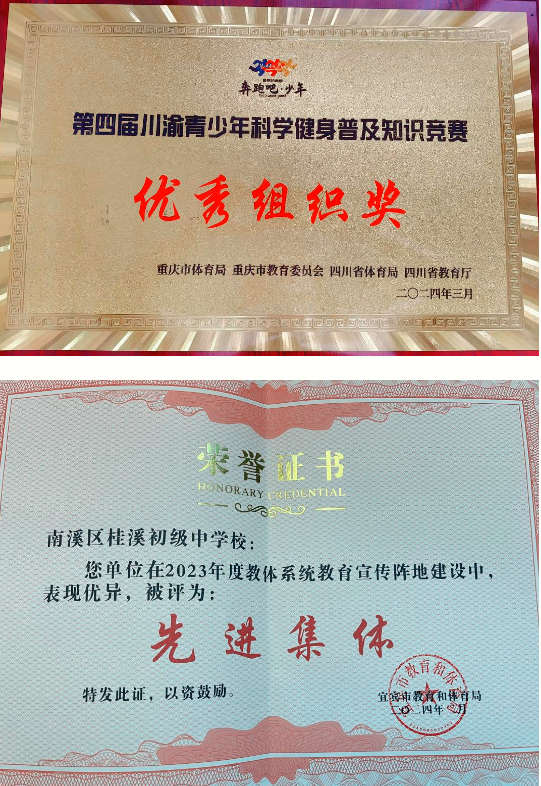 奔跑吧·少年
第四届川渝青少年科学健身普及知识竞赛
优秀组织奖
重庆市体育局 重庆市教育委员会 四川省体育局 四川省教育厅
二〇二四年三月
荣誉证书
HONORARY CREDENTIAL
南溪区桂溪初级中学校：
您单位在2023年度教体系统教育宣传阵地建设中，
表现优异，被评为：
先进集体
特发此证，以资鼓励。
宜宾市教育和体育局
二〇二四年 月